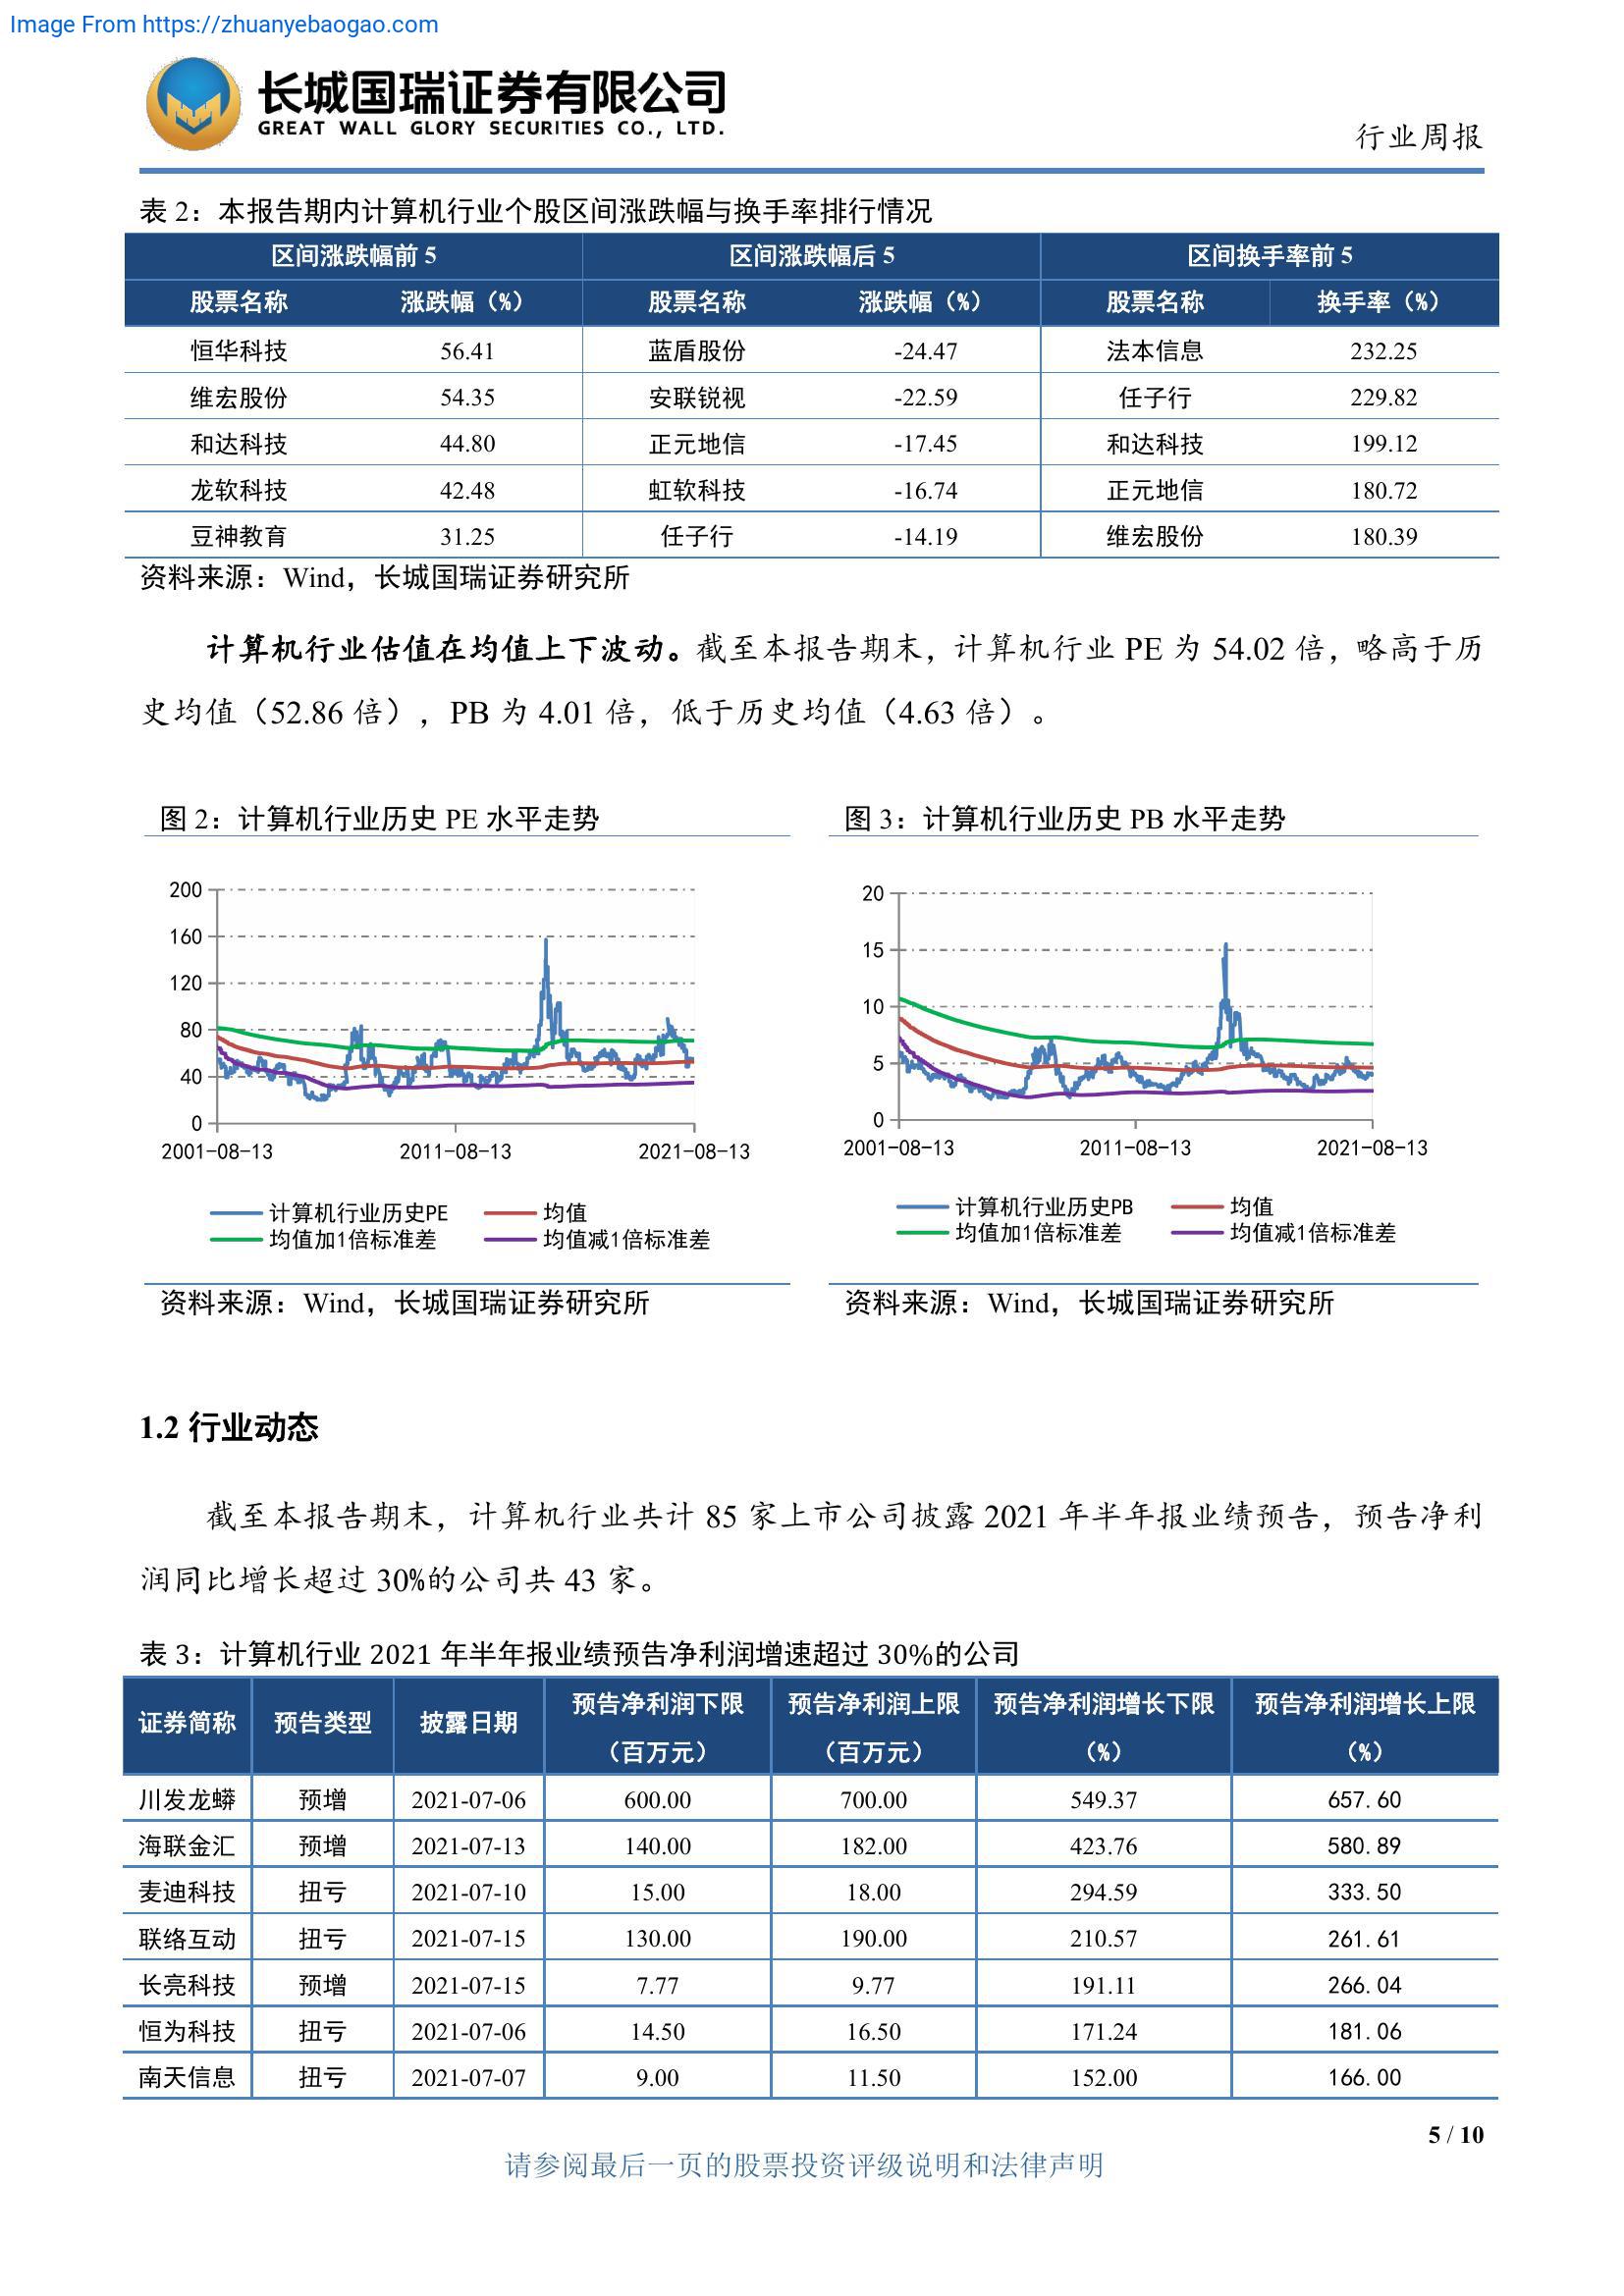 Image From https://zhuanyebaogao.com
长城国瑞证券有限公司
GREAT WALL GLORY SECURITIES CO., LTD.
行业周报
表 2：本报告期内计算机行业个股区间涨跌幅与换手率排行情况
区间涨跌幅前 5 区间涨跌幅后 5 区间换手率前 5
股票名称 涨跌幅（%） 股票名称 涨跌幅（%） 股票名称 换手率（%）
恒华科技 56.41 蓝盾股份 -24.47 法本信息 232.25
维宏股份 54.35 安联锐视 -22.59 任子行 229.82
和达科技 44.80 正元地信 -17.45 和达科技 199.12
龙软科技 42.48 虹软科技 -16.74 正元地信 180.72
豆神教育 31.25 任子行 -14.19 维宏股份 180.39
资料来源：Wind，长城国瑞证券研究所
计算机行业估值在均值上下波动。截至本报告期末，计算机行业 PE 为 54.02 倍，略高于历
史均值（52.86 倍），PB 为 4.01 倍，低于历史均值（4.63 倍）。
图 2：计算机行业历史 PE 水平走势
200
160
120
80
40
0
2001-08-13 2011-08-13 2021-08-13
计算机行业历史PE 均值
均值加1倍标准差 均值减1倍标准差
资料来源：Wind，长城国瑞证券研究所
图 3：计算机行业历史 PB 水平走势
20
15
10
5
0
2001-08-13 2011-08-13 2021-08-13
计算机行业历史PB 均值
均值加1倍标准差 均值减1倍标准差
资料来源：Wind，长城国瑞证券研究所
1.2 行业动态
截至本报告期末，计算机行业共计 85 家上市公司披露 2021 年半年报业绩预告，预告净利
润同比增长超过 30%的公司共 43 家。
表 3：计算机行业 2021 年半年报业绩预告净利润增速超过 30%的公司
证券简称 预告类型 披露日期 预告净利润下限（百万元） 预告净利润上限（百万元） 预告净利润增长下限（%） 预告净利润增长上限（%）
川发龙蟒 预增 2021-07-06 600.00 700.00 549.37 657.60
海联金汇 预增 2021-07-13 140.00 182.00 423.76 580.89
麦迪科技 扭亏 2021-07-10 15.00 18.00 294.59 333.50
联络互动 扭亏 2021-07-15 130.00 190.00 210.57 261.61
长亮科技 预增 2021-07-15 7.77 9.77 191.11 266.04
恒为科技 扭亏 2021-07-06 14.50 16.50 171.24 181.06
南天信息 扭亏 2021-07-07 9.00 11.50 152.00 166.00
5 / 10
请参阅最后一页的股票投资评级说明和法律声明